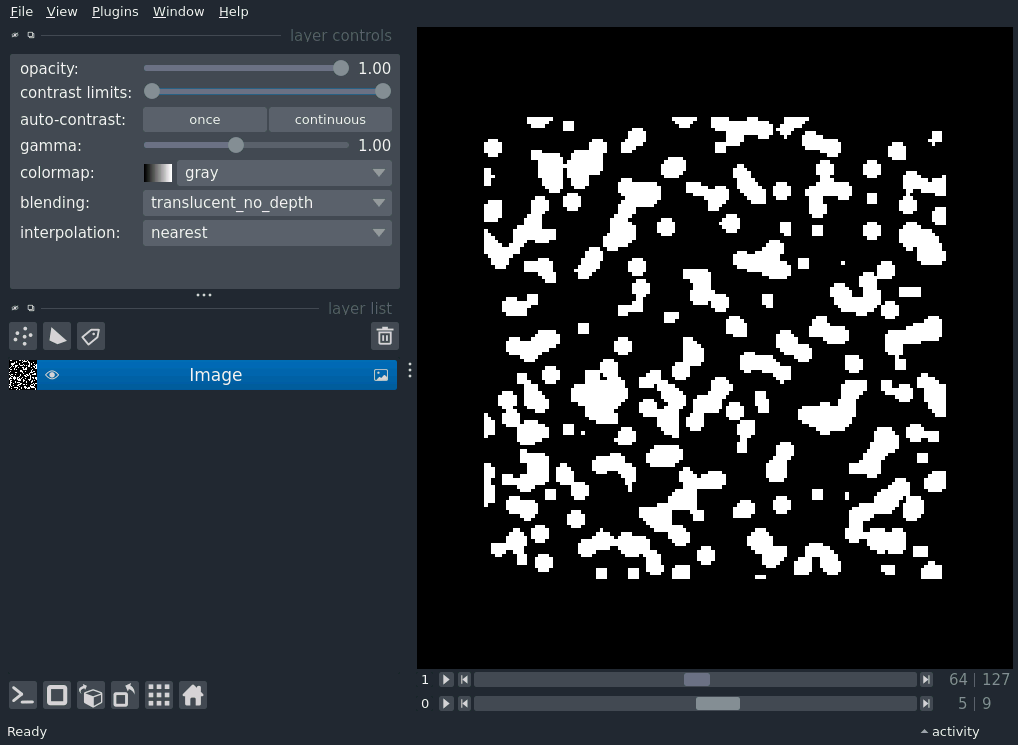 File View Plugins Window Help
layer controls
opacity: 1.00
contrast limits:
auto-contrast: once continuous
gamma: 1.00
colormap: gray
blending: translucent_no_depth
interpolation: nearest
layer list
Image
1 64 | 127
0 5 | 9
Ready activity